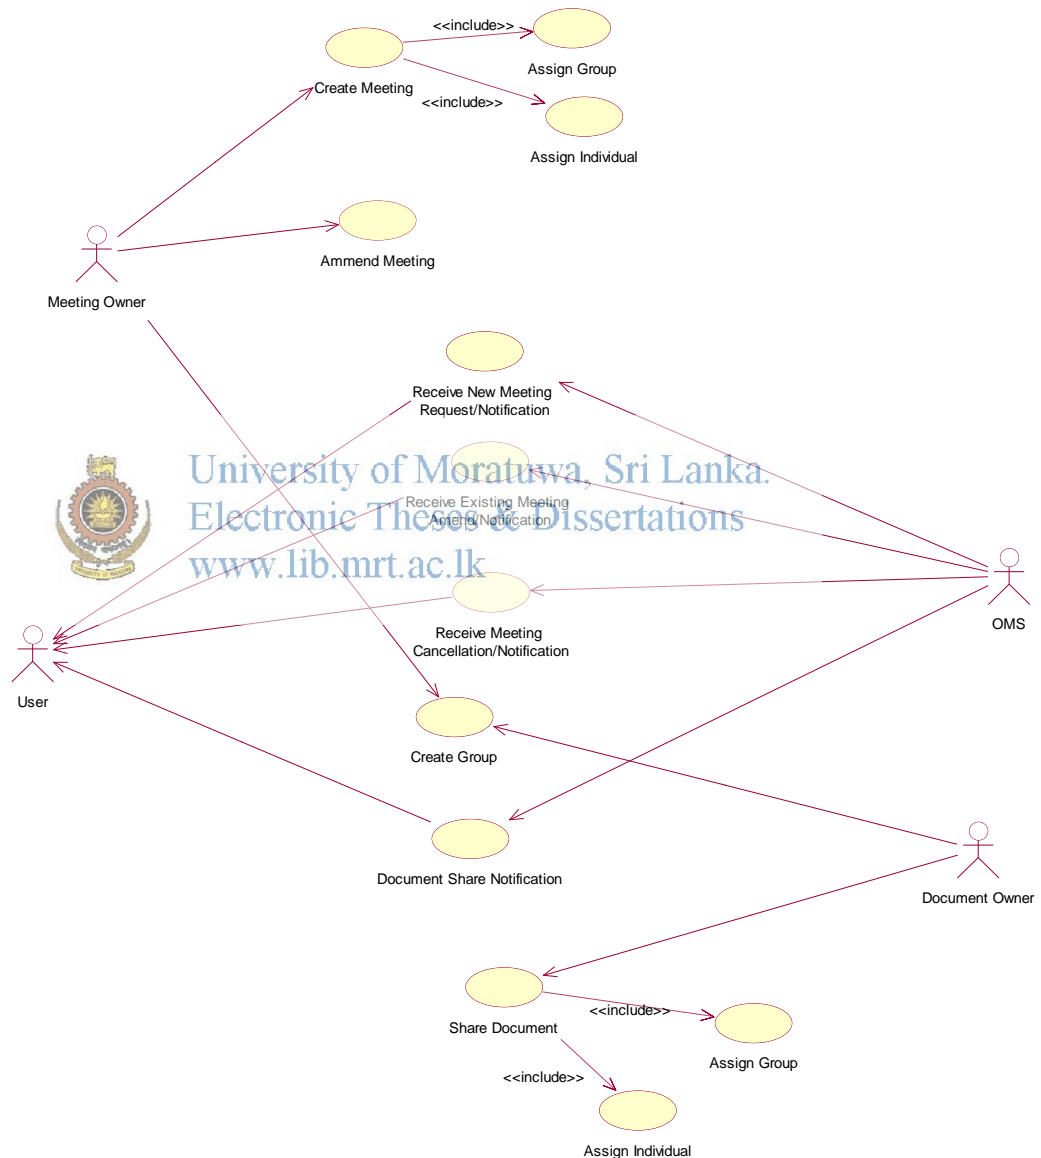 <<include>>
Assign Group
Create Meeting
<<include>>
Assign Individual
Ammend Meeting
Meeting Owner
Receive New Meeting
Request/Notification
University of Moratuwa, Sri Lanka.
Receive Existing Meeting
Electronic Theses & Dissertations
Amend/Notification
www.lib.mrt.ac.lk
OMS
Receive Meeting
Cancellation/Notification
User
Create Group
Document Share Notification
Document Owner
<<include>>
Share Document
Assign Group
<<include>>
Assign Individual